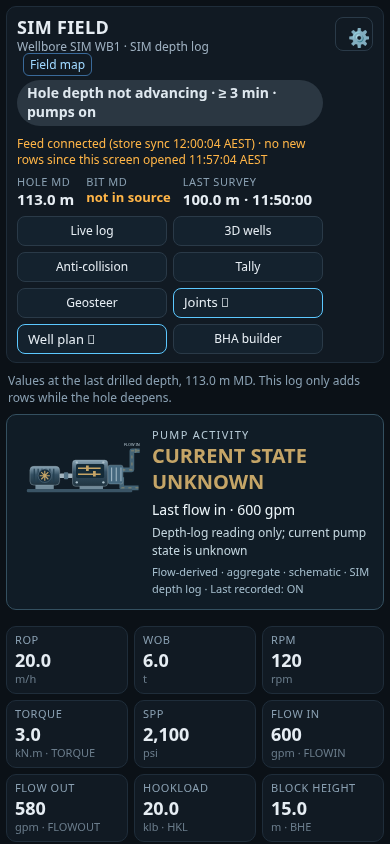 SIM FIELD
Wellbore SIM WB1 · SIM depth log
Field map
Hole depth not advancing · ≥ 3 min ·
pumps on
Feed connected (store sync 12:00:04 AEST) · no new
rows since this screen opened 11:57:04 AEST
HOLE MD BIT MD LAST SURVEY
113.0 m not in source 100.0 m · 11:50:00
Live log 3D wells
Anti-collision Tally
Geosteer Joints
Well plan BHA builder
Values at the last drilled depth, 113.0 m MD. This log only adds
rows while the hole deepens.
FLOW IN
PUMP ACTIVITY
CURRENT STATE
UNKNOWN
Last flow in · 600 gpm
Depth-log reading only; current pump
state is unknown
Flow-derived · aggregate · schematic · SIM
depth log · Last recorded: ON
ROP WOB RPM
20.0 6.0 120
m/h t rpm
TORQUE SPP FLOW IN
3.0 2,100 600
kN.m · TORQUE psi gpm · FLOWIN
FLOW OUT HOOKLOAD BLOCK HEIGHT
580 20.0 15.0
gpm · FLOWOUT klb · HKL m · BHE